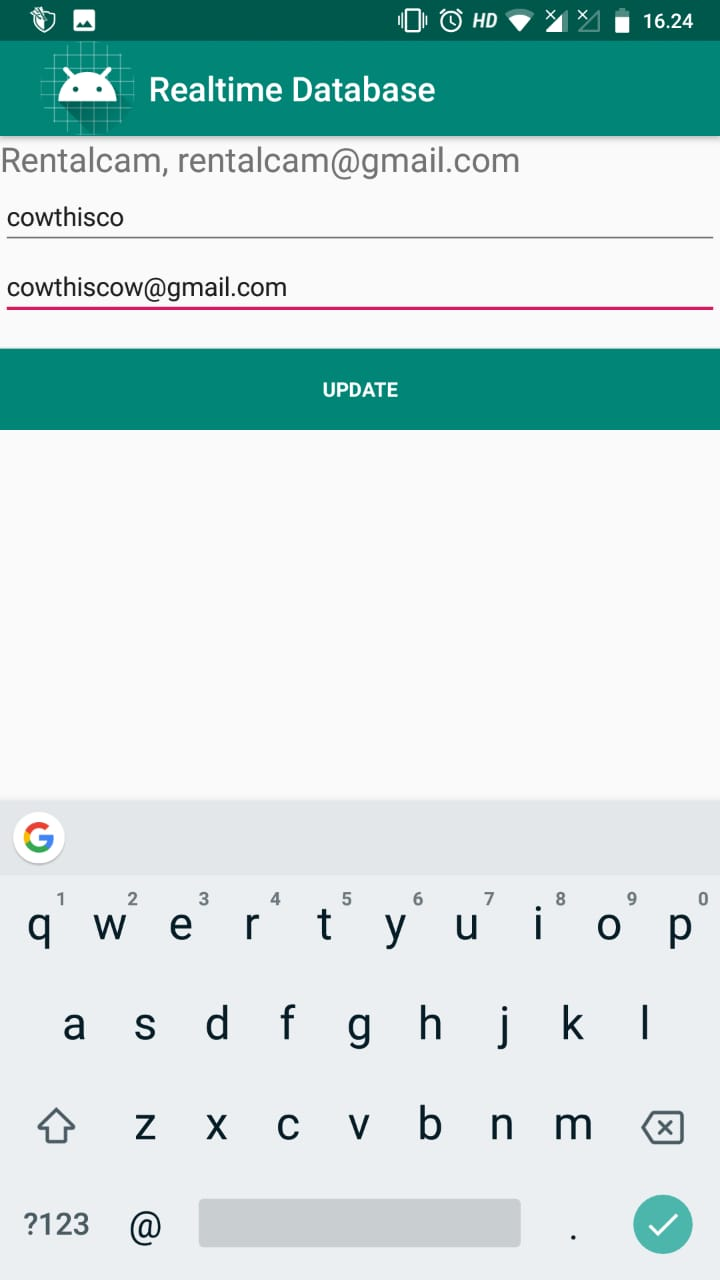 HD 16.24
Realtime Database
Rentalcam, rentalcam@gmail.com
cowthisco
cowthiscow@gmail.com
UPDATE
G
1 2 3 4 5 6 7 8 9 0
q w e r t y u i o p
a s d f g h j k l
z x c v b n m
?123 @ .